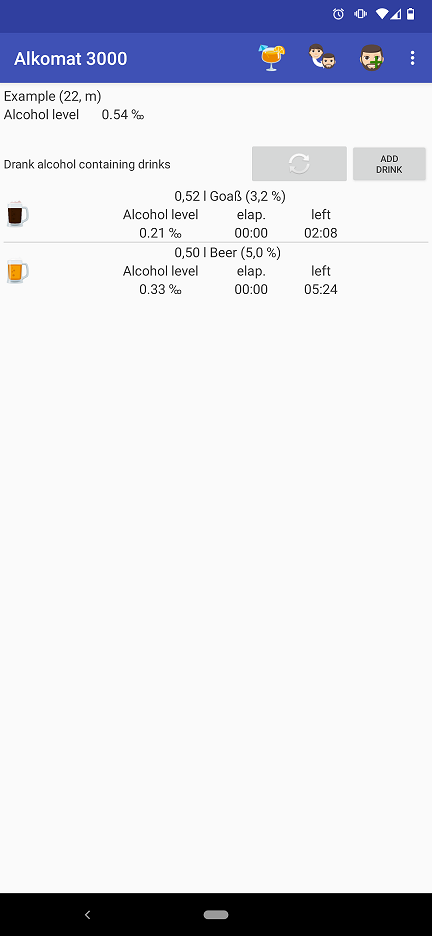 Alkomat 3000
Example (22, m)
Alcohol level 0.54 ‰
Drank alcohol containing drinks
ADD
DRINK
0,52 l Goaß (3,2 %)
Alcohol level elap. left
0.21 ‰ 00:00 02:08
0,50 l Beer (5,0 %)
Alcohol level elap. left
0.33 ‰ 00:00 05:24